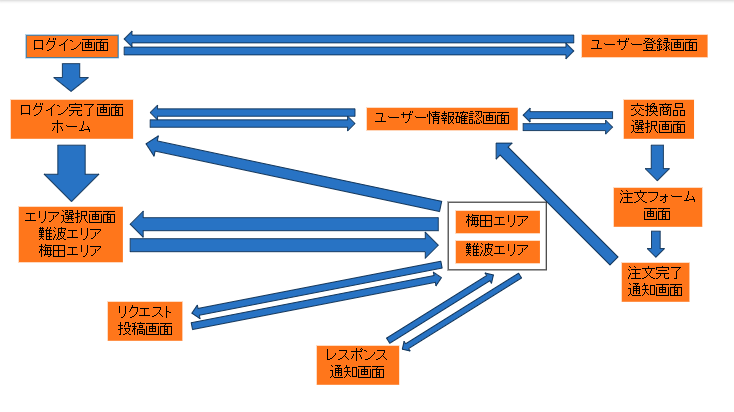 ログイン画面
ユーザー登録画面
ログイン完了画面
ホーム
ユーザー情報確認画面
交換商品
選択画面
エリア選択画面
難波エリア
梅田エリア
梅田エリア
難波エリア
注文フォーム
画面
注文完了
通知画面
リクエスト
投稿画面
レスポンス
通知画面